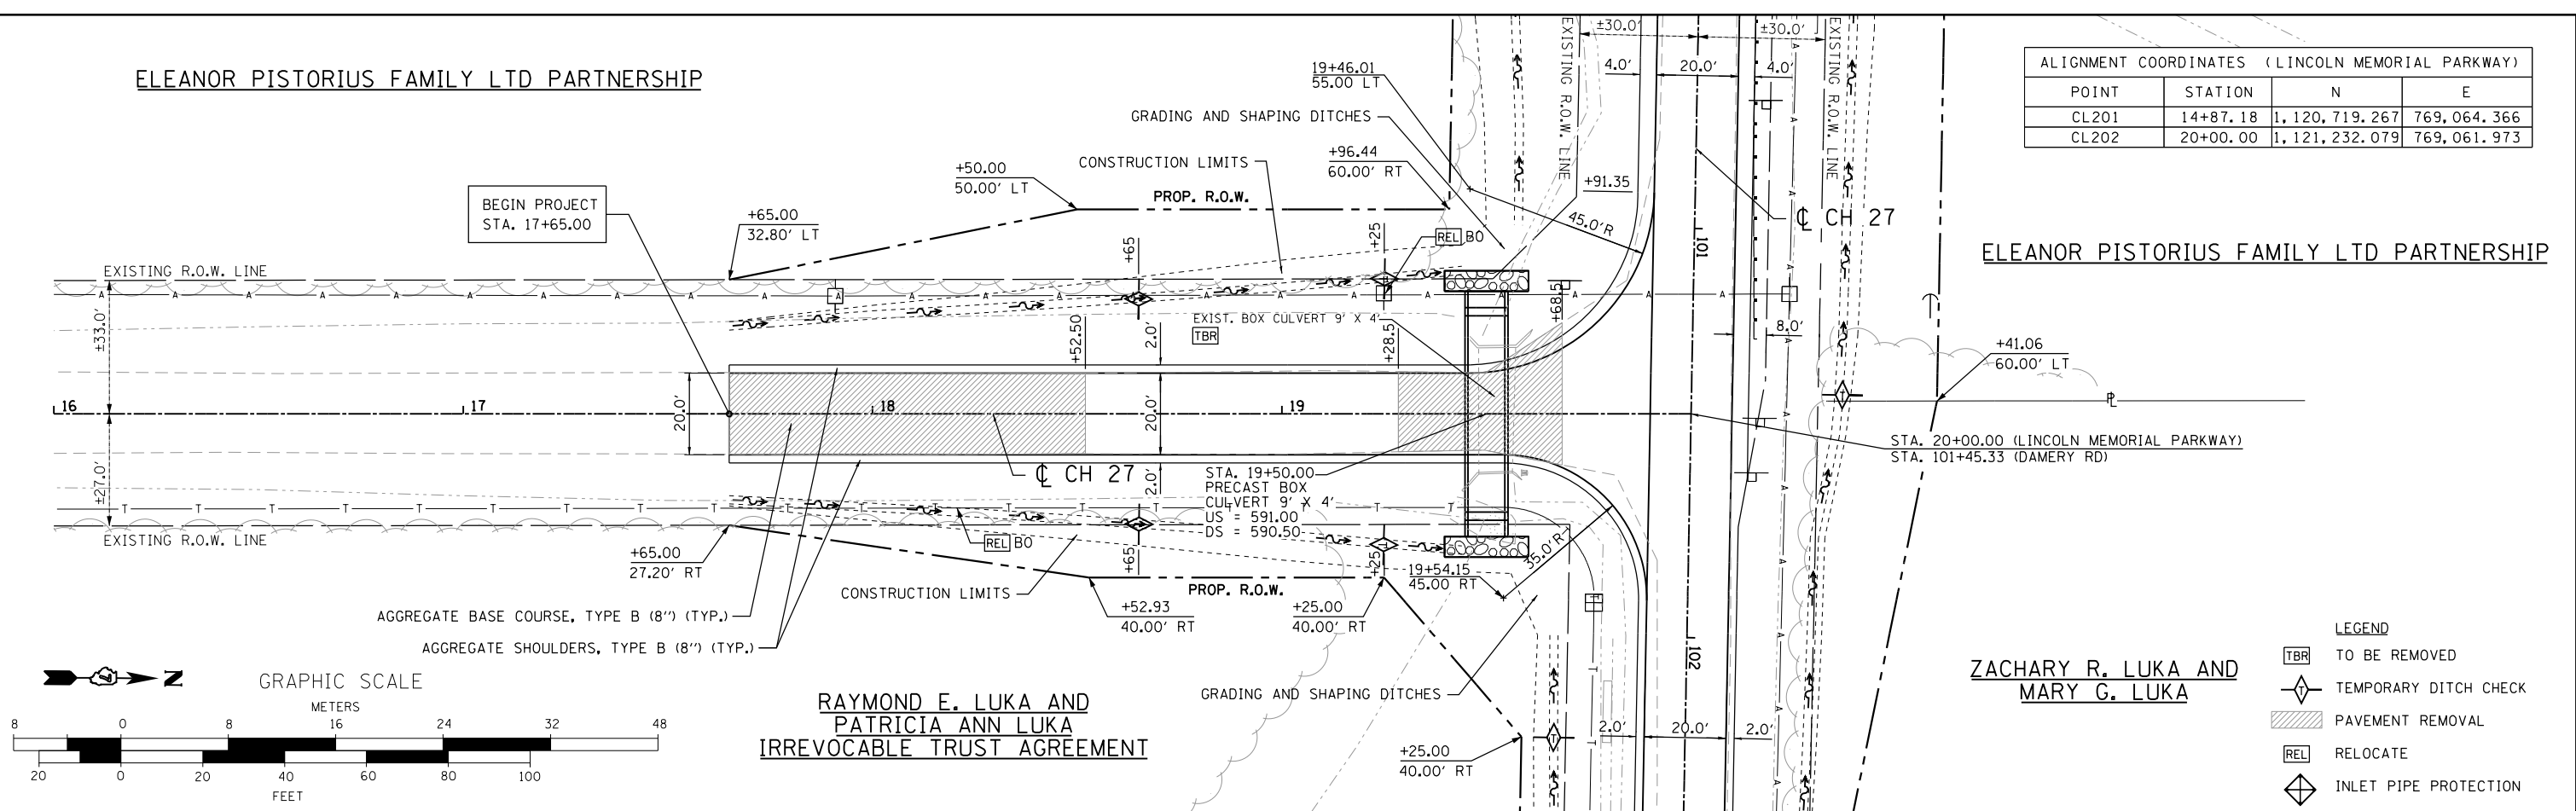 ELEANOR PISTORIUS FAMILY LTD PARTNERSHIP
BEGIN PROJECT
STA. 17+65.00
+65.00
32.80' LT
+50.00
50.00' LT
CONSTRUCTION LIMITS
GRADING AND SHAPING DITCHES
19+46.01
55.00 LT
+96.44
60.00' RT
PROP. R.O.W.
+91.35
45.0'R
EXISTING R.O.W. LINE
±30.0'
±30.0'
EXISTING R.O.W. LINE
4.0'
20.0'
4.0'
℄ CH 27
101
ALIGNMENT COORDINATES (LINCOLN MEMORIAL PARKWAY)
POINT STATION N E
CL201 14+87.18 1,120,719.267 769,064.366
CL202 20+00.00 1,121,232.079 769,061.973
ELEANOR PISTORIUS FAMILY LTD PARTNERSHIP
EXISTING R.O.W. LINE
A A A A A A A A A A A A A A A A A A A A A A
±33.0'
+65
+25
REL BO
+68.5
EXIST. BOX CULVERT 9' X 4'
TBR
+52.50
2.0'
+28.5
8.0'
+41.06
60.00' LT
16
17
18
19
20.0'
20.0'
℄ CH 27
PL
STA. 20+00.00 (LINCOLN MEMORIAL PARKWAY)
STA. 101+45.33 (DAMERY RD)
±27.0'
2.0'
STA. 19+50.00
PRECAST BOX
CULVERT 9' X 4'
US = 591.00
DS = 590.50
T T T T T T T T T T T T T T T T T T T
EXISTING R.O.W. LINE
REL BO
+65
+25
35.0'R
+65.00
27.20' RT
CONSTRUCTION LIMITS
+52.93
40.00' RT
PROP. R.O.W.
+25.00
40.00' RT
19+54.15
45.00 RT
AGGREGATE BASE COURSE, TYPE B (8") (TYP.)
AGGREGATE SHOULDERS, TYPE B (8") (TYP.)
GRADING AND SHAPING DITCHES
102
+25.00
40.00' RT
2.0'
20.0'
2.0'
N
GRAPHIC SCALE
METERS
8 0 8 16 24 32 48
20 0 20 40 60 80 100
FEET
RAYMOND E. LUKA AND
PATRICIA ANN LUKA
IRREVOCABLE TRUST AGREEMENT
ZACHARY R. LUKA AND
MARY G. LUKA
LEGEND
TBR TO BE REMOVED
T TEMPORARY DITCH CHECK
PAVEMENT REMOVAL
REL RELOCATE
INLET PIPE PROTECTION